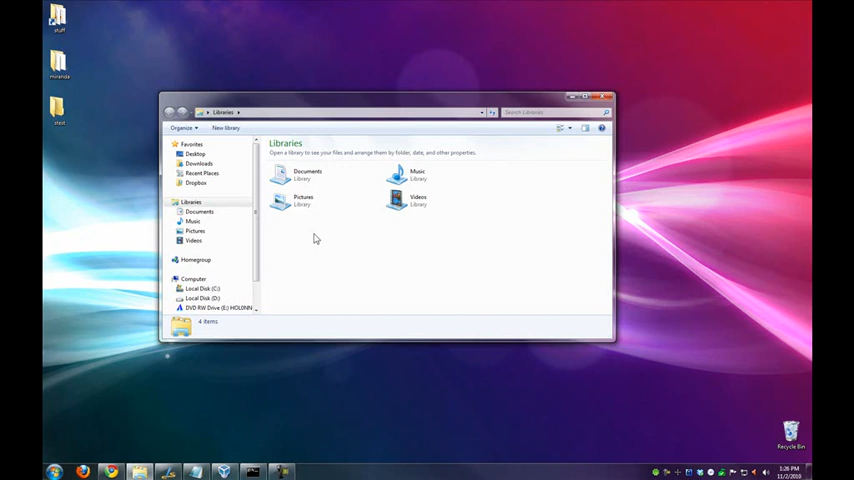 stuff
miranda
stest
Libraries
Search Libraries
Organize
New library
Favorites
Desktop
Downloads
Recent Places
Dropbox
Libraries
Documents
Music
Pictures
Videos
Homegroup
Computer
Local Disk (C:)
Local Disk (D:)
DVD RW Drive (E:) HOL0NN
Libraries
Open a library to see your files and arrange them by folder, date, and other properties.
Documents
Library
Music
Library
Pictures
Library
Videos
Library
4 items
Recycle Bin
1:26 PM
11/2/2010